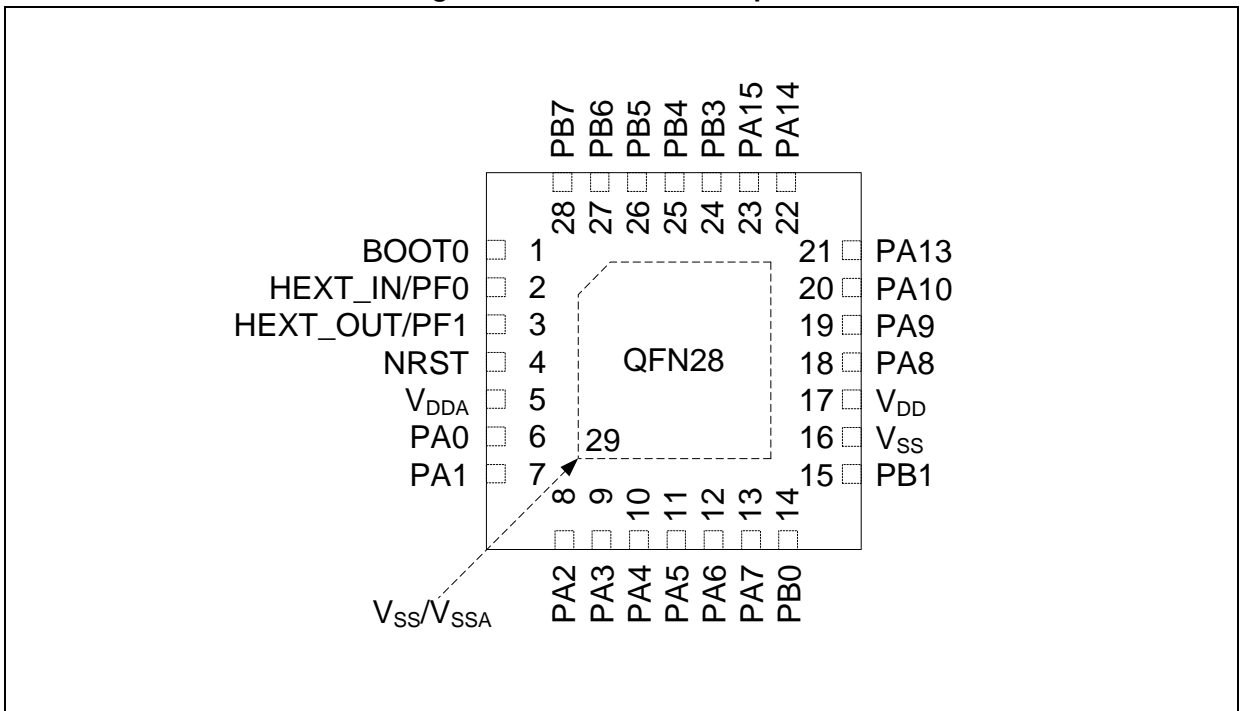 PB7 PB6 PB5 PB4 PB3 PA15 PA14
28 27 26 25 24 23 22
BOOT0 1
HEXT_IN/PF0 2
HEXT_OUT/PF1 3
NRST 4
VDDA 5
PA0 6
PA1 7
21 PA13
20 PA10
19 PA9
18 PA8
17 VDD
16 VSS
15 PB1
QFN28
29
8 9 10 11 12 13 14
PA2 PA3 PA4 PA5 PA6 PA7 PB0
VSS/VSSA